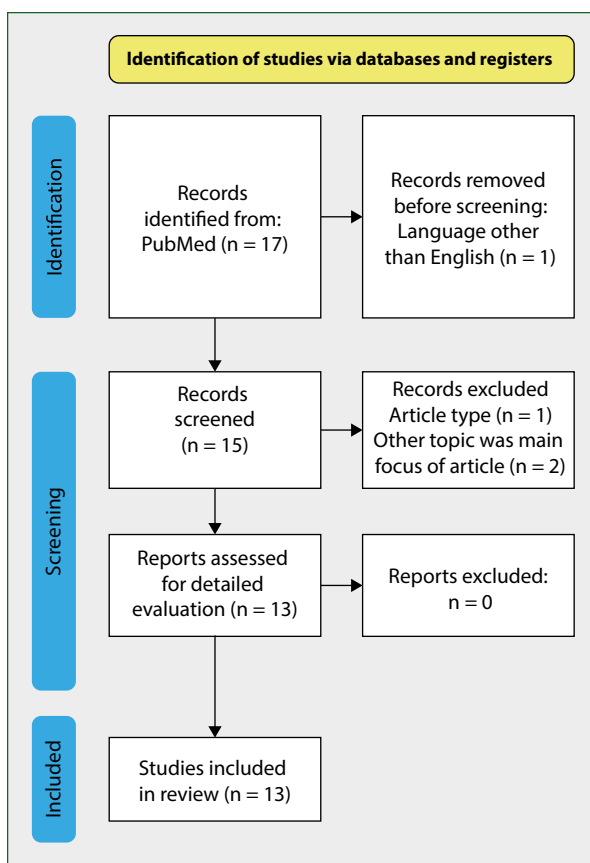 Identification of studies via databases and registers
Identification
Records
identified from:
PubMed (n = 17)
Records removed
before screening:
Language other
than English (n = 1)
Screening
Records
screened
(n = 15)
Records excluded
Article type (n = 1)
Other topic was main
focus of article (n = 2)
Reports assessed
for detailed
evaluation (n = 13)
Reports excluded:
n = 0
Included
Studies included
in review (n = 13)